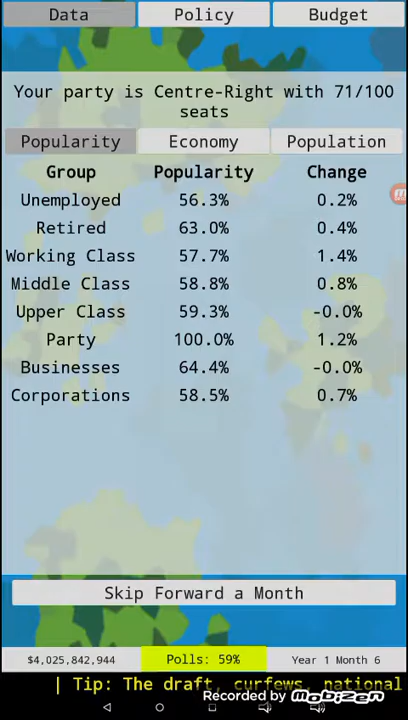 Data Policy Budget
Your party is Centre-Right with 71/100
seats
Popularity Economy Population
Group Popularity Change
Unemployed 56.3% 0.2%
Retired 63.0% 0.4%
Working Class 57.7% 1.4%
Middle Class 58.8% 0.8%
Upper Class 59.3% -0.0%
Party 100.0% 1.2%
Businesses 64.4% -0.0%
Corporations 58.5% 0.7%
Skip Forward a Month
$4,025,842,944 Polls: 59% Year 1 Month 6
| Tip: The draft, curfews, national
Recorded by Mobizen